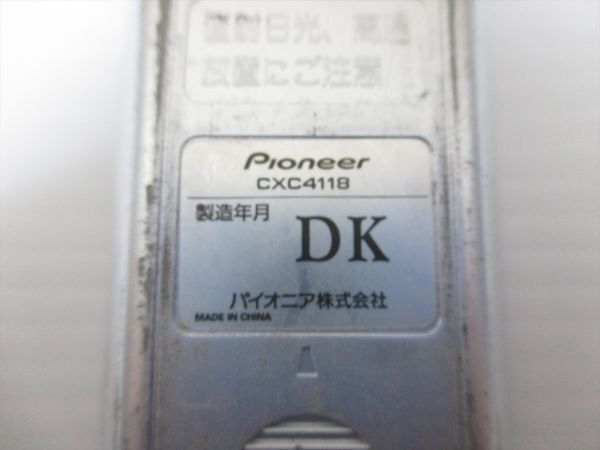 直射日光、高温
放置にご注意
Pioneer
CXC4118
製造年月
DK
パイオニア株式会社
MADE IN CHINA